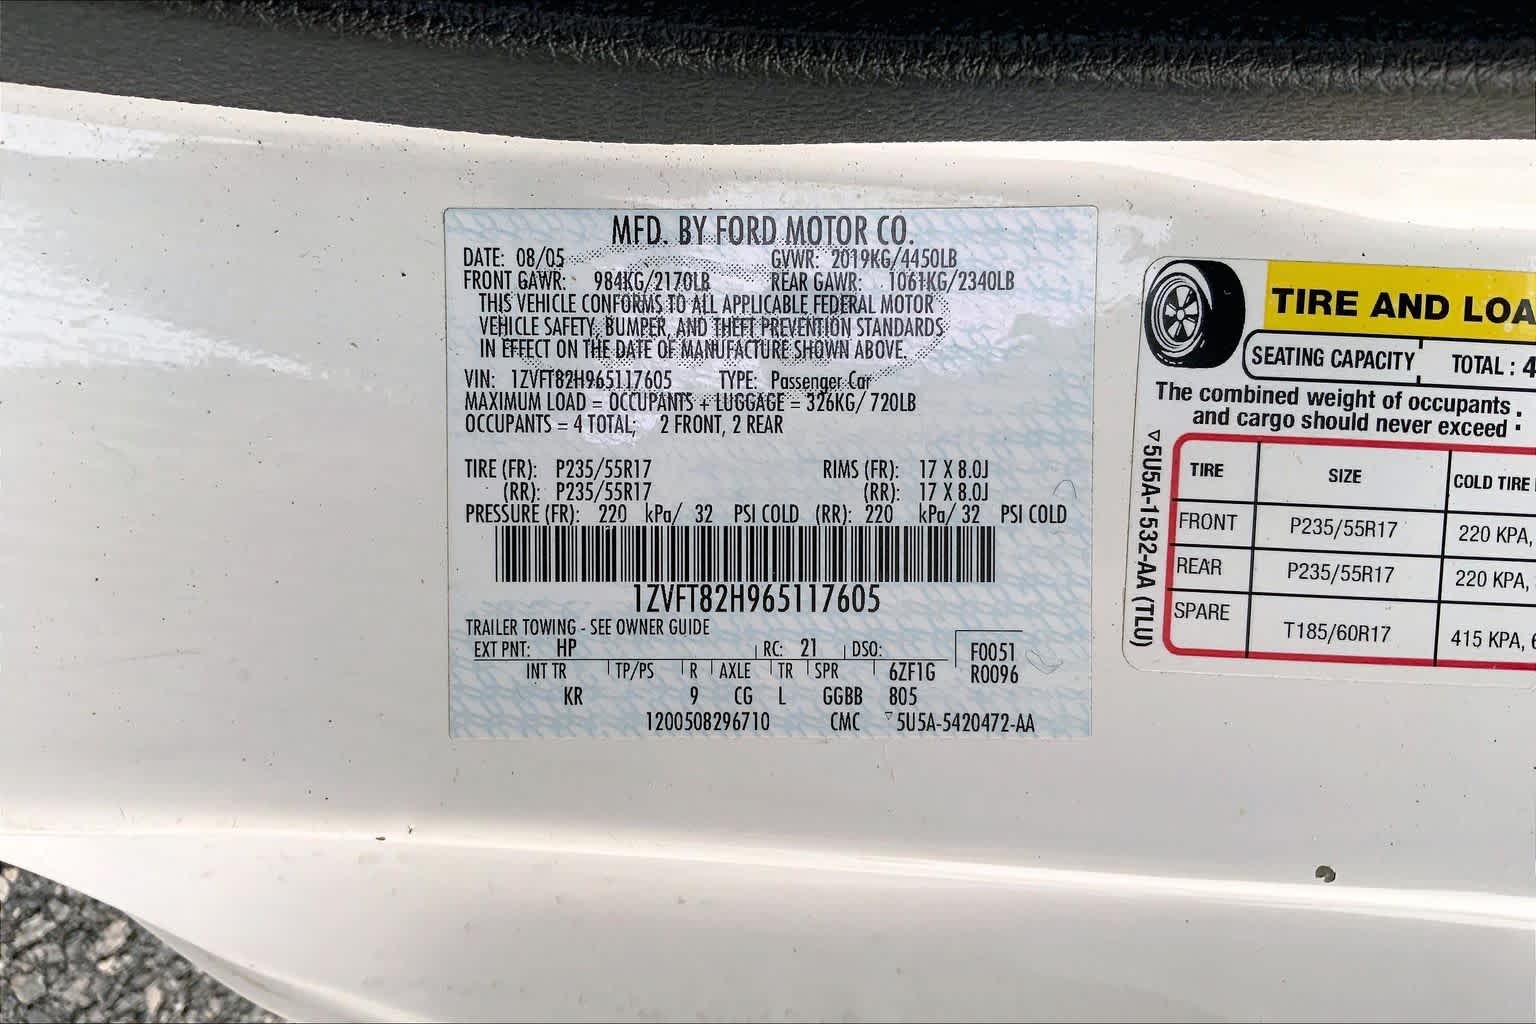 MFD. BY FORD MOTOR CO.
DATE: 08/05 GVWR: 2019KG/4450LB
FRONT GAWR: 984KG/2170LB REAR GAWR: 1061KG/2340LB
THIS VEHICLE CONFORMS TO ALL APPLICABLE FEDERAL MOTOR
VEHICLE SAFETY, BUMPER, AND THEFT PREVENTION STANDARDS
IN EFFECT ON THE DATE OF MANUFACTURE SHOWN ABOVE.
VIN: 1ZVFT82H965117605 TYPE: Passenger Car
MAXIMUM LOAD = OCCUPANTS + LUGGAGE = 326KG/ 720LB
OCCUPANTS = 4 TOTAL; 2 FRONT, 2 REAR
TIRE (FR): P235/55R17 RIMS (FR): 17 X 8.0J
(RR): P235/55R17 (RR): 17 X 8.0J
PRESSURE (FR): 220 kPa/ 32 PSI COLD (RR): 220 kPa/ 32 PSI COLD
1ZVFT82H965117605
TRAILER TOWING - SEE OWNER GUIDE
EXT PNT: HP RC: 21 DSO: F0051
INT TR TP/PS R AXLE TR SPR 6ZF1G R0096
KR 9 CG L GGBB 805
1200508296710 CMC ▽5U5A-5420472-AA
TIRE AND LOA
SEATING CAPACITY TOTAL : 4
The combined weight of occupants
and cargo should never exceed
▽5U5A-1532-AA (TLU)
TIRE SIZE COLD TIRE
FRONT P235/55R17 220 KPA,
REAR P235/55R17 220 KPA,
SPARE T185/60R17 415 KPA, 6